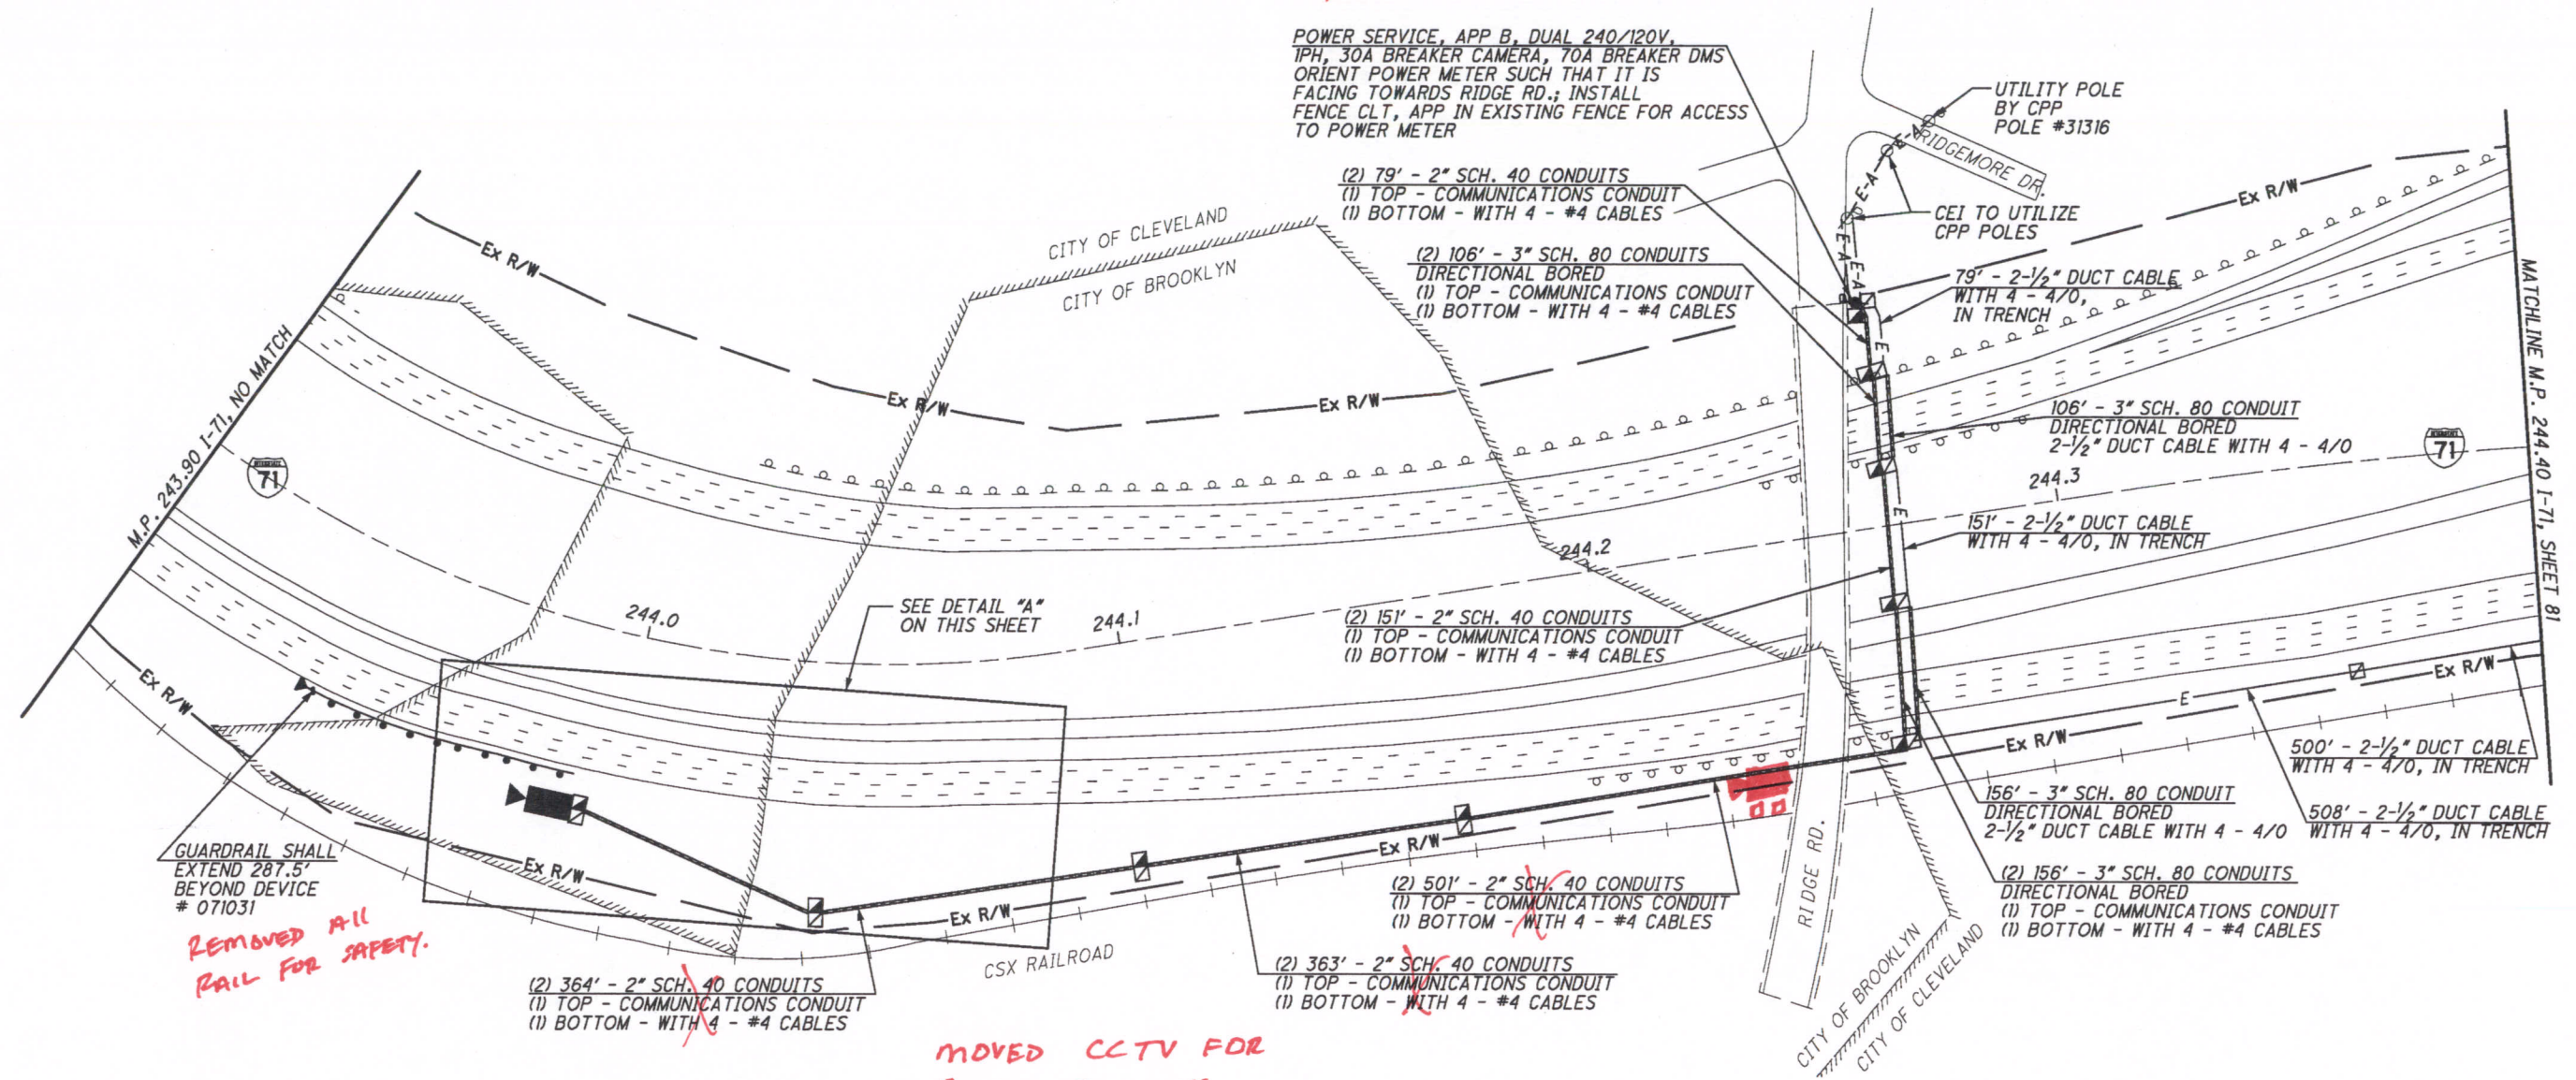 POWER SERVICE, APP B, DUAL 240/120V,
1PH, 30A BREAKER CAMERA, 70A BREAKER DMS
ORIENT POWER METER SUCH THAT IT IS
FACING TOWARDS RIDGE RD.; INSTALL
FENCE CLT, APP IN EXISTING FENCE FOR ACCESS
TO POWER METER
UTILITY POLE
BY CPP
POLE #31316
RIDGEMORE DR.
E-A
E-A
E-A
E-A
E-A
CEI TO UTILIZE
CPP POLES
(2) 79' - 2" SCH. 40 CONDUITS
(1) TOP - COMMUNICATIONS CONDUIT
(1) BOTTOM - WITH 4 - #4 CABLES
(2) 106' - 3" SCH. 80 CONDUITS
DIRECTIONAL BORED
(1) TOP - COMMUNICATIONS CONDUIT
(1) BOTTOM - WITH 4 - #4 CABLES
79' - 2-1/2" DUCT CABLE
WITH 4 - 4/0,
IN TRENCH
Ex R/W
Ex R/W
Ex R/W
Ex R/W
CITY OF CLEVELAND
CITY OF BROOKLYN
M.P. 243.90 I-71, NO MATCH
MATCHLINE M.P. 244.40 I-71, SHEET 81
INTERSTATE
71
INTERSTATE
71
E
E
106' - 3" SCH. 80 CONDUIT
DIRECTIONAL BORED
2-1/2" DUCT CABLE WITH 4 - 4/0
244.3
151' - 2-1/2" DUCT CABLE
WITH 4 - 4/0, IN TRENCH
244.2
244.0
244.1
SEE DETAIL "A"
ON THIS SHEET
(2) 151' - 2" SCH. 40 CONDUITS
(1) TOP - COMMUNICATIONS CONDUIT
(1) BOTTOM - WITH 4 - #4 CABLES
Ex R/W
Ex R/W
Ex R/W
Ex R/W
Ex R/W
Ex R/W
E
500' - 2-1/2" DUCT CABLE
WITH 4 - 4/0, IN TRENCH
508' - 2-1/2" DUCT CABLE
WITH 4 - 4/0, IN TRENCH
156' - 3" SCH. 80 CONDUIT
DIRECTIONAL BORED
2-1/2" DUCT CABLE WITH 4 - 4/0
(2) 156' - 3" SCH. 80 CONDUITS
DIRECTIONAL BORED
(1) TOP - COMMUNICATIONS CONDUIT
(1) BOTTOM - WITH 4 - #4 CABLES
GUARDRAIL SHALL
EXTEND 287.5'
BEYOND DEVICE
# 071031
REMOVED All
RAIL FOR SAFETY.
(2) 501' - 2" SCH. 40 CONDUITS
(1) TOP - COMMUNICATIONS CONDUIT
(1) BOTTOM - WITH 4 - #4 CABLES
(2) 363' - 2" SCH. 40 CONDUITS
(1) TOP - COMMUNICATIONS CONDUIT
(1) BOTTOM - WITH 4 - #4 CABLES
(2) 364' - 2" SCH. 40 CONDUITS
(1) TOP - COMMUNICATIONS CONDUIT
(1) BOTTOM - WITH 4 - #4 CABLES
CSX RAILROAD
RIDGE RD.
CITY OF BROOKLYN
CITY OF CLEVELAND
MOVED CCTV FOR